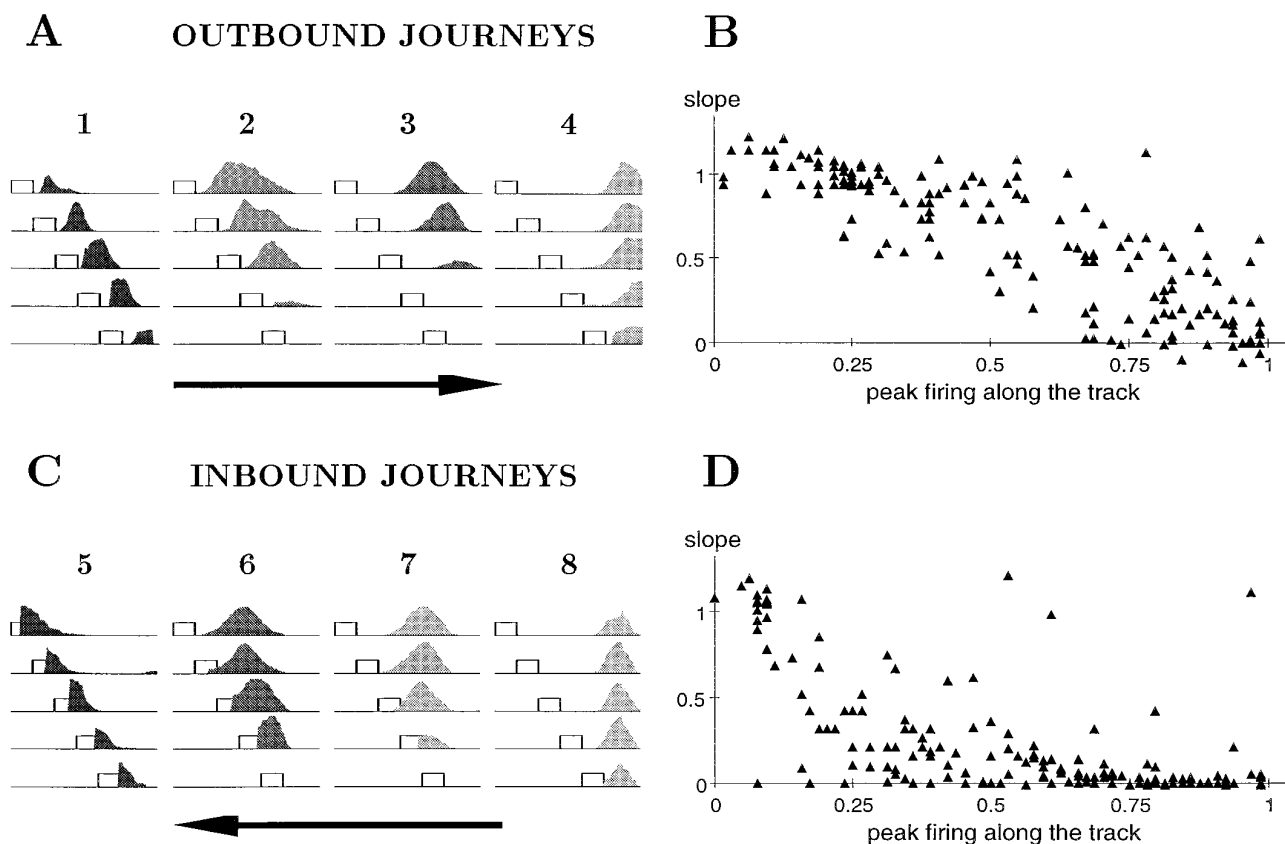 A OUTBOUND JOURNEYS
1 2 3 4
B
slope
1
0.5
0
0 0.25 0.5 0.75 1
peak firing along the track
C INBOUND JOURNEYS
5 6 7 8
D
slope
1
0.5
0
0 0.25 0.5 0.75 1
peak firing along the track